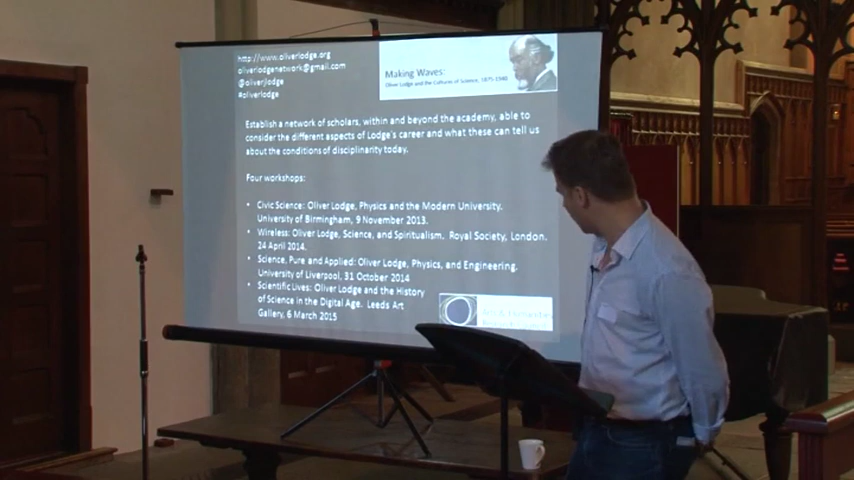 http://www.oliverlodge.org
oliverlodgenetwork@gmail.com
@oliverjlodge
#oliverlodge
Making Waves:
Oliver Lodge and the Cultures of Science, 1875-1940
Establish a network of scholars, within and beyond the academy, able to
consider the different aspects of Lodge's career and what these can tell us
about the conditions of disciplinarity today.
Four workshops:
• Civic Science: Oliver Lodge, Physics and the Modern University.
University of Birmingham, 9 November 2013.
• Wireless: Oliver Lodge, Science, and Spiritualism. Royal Society, London.
24 April 2014.
• Science, Pure and Applied: Oliver Lodge, Physics, and Engineering.
University of Liverpool, 31 October 2014
• Scientific Lives: Oliver Lodge and the History
of Science in the Digital Age. Leeds Art
Gallery, 6 March 2015
Arts & Humanities
Research Council